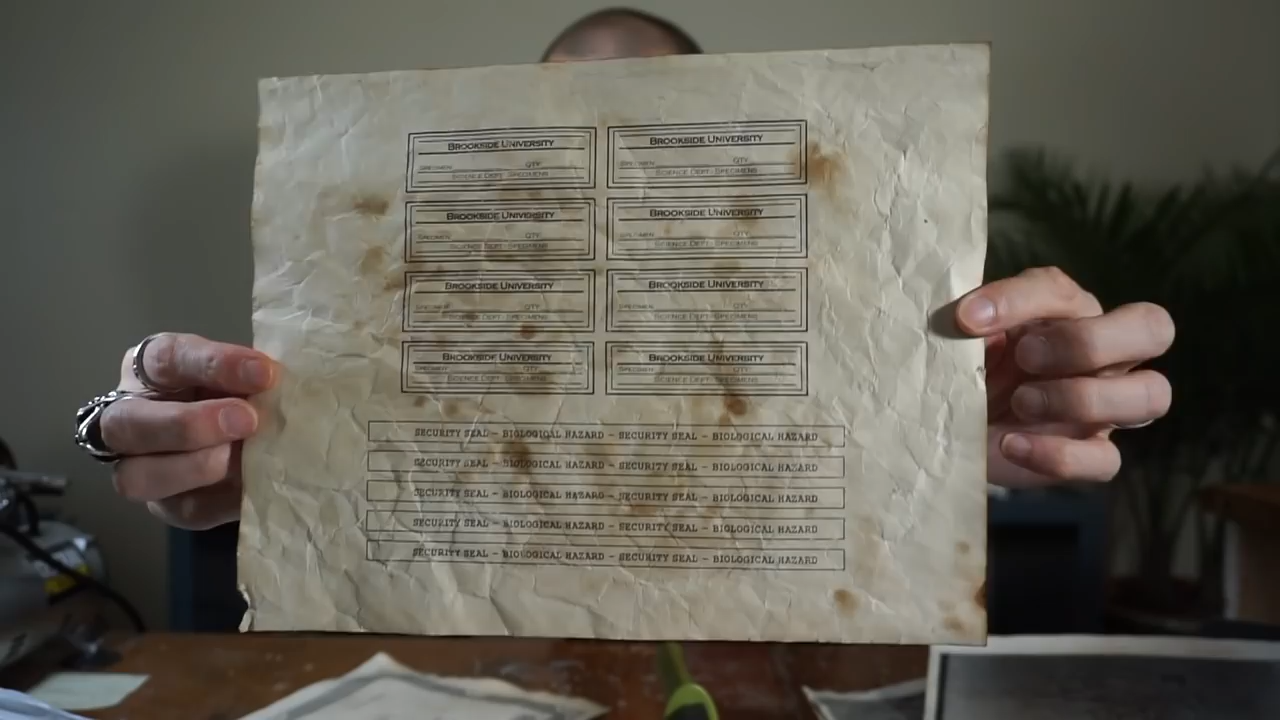 BROOKSIDE UNIVERSITY BROOKSIDE UNIVERSITY
SPECIMEN: QTY: SPECIMEN: QTY:
SCIENCE DEPT - SPECIMENS SCIENCE DEPT - SPECIMENS
BROOKSIDE UNIVERSITY BROOKSIDE UNIVERSITY
SPECIMEN: QTY: SPECIMEN: QTY:
SCIENCE DEPT - SPECIMENS SCIENCE DEPT - SPECIMENS
BROOKSIDE UNIVERSITY BROOKSIDE UNIVERSITY
SPECIMEN: QTY: SPECIMEN: QTY:
SCIENCE DEPT - SPECIMENS SCIENCE DEPT - SPECIMENS
BROOKSIDE UNIVERSITY BROOKSIDE UNIVERSITY
SPECIMEN: QTY: SPECIMEN: QTY:
SCIENCE DEPT - SPECIMENS SCIENCE DEPT - SPECIMENS
SECURITY SEAL - BIOLOGICAL HAZARD - SECURITY SEAL - BIOLOGICAL HAZARD
SECURITY SEAL - BIOLOGICAL HAZARD - SECURITY SEAL - BIOLOGICAL HAZARD
SECURITY SEAL - BIOLOGICAL HAZARD - SECURITY SEAL - BIOLOGICAL HAZARD
SECURITY SEAL - BIOLOGICAL HAZARD - SECURITY SEAL - BIOLOGICAL HAZARD
SECURITY SEAL - BIOLOGICAL HAZARD - SECURITY SEAL - BIOLOGICAL HAZARD